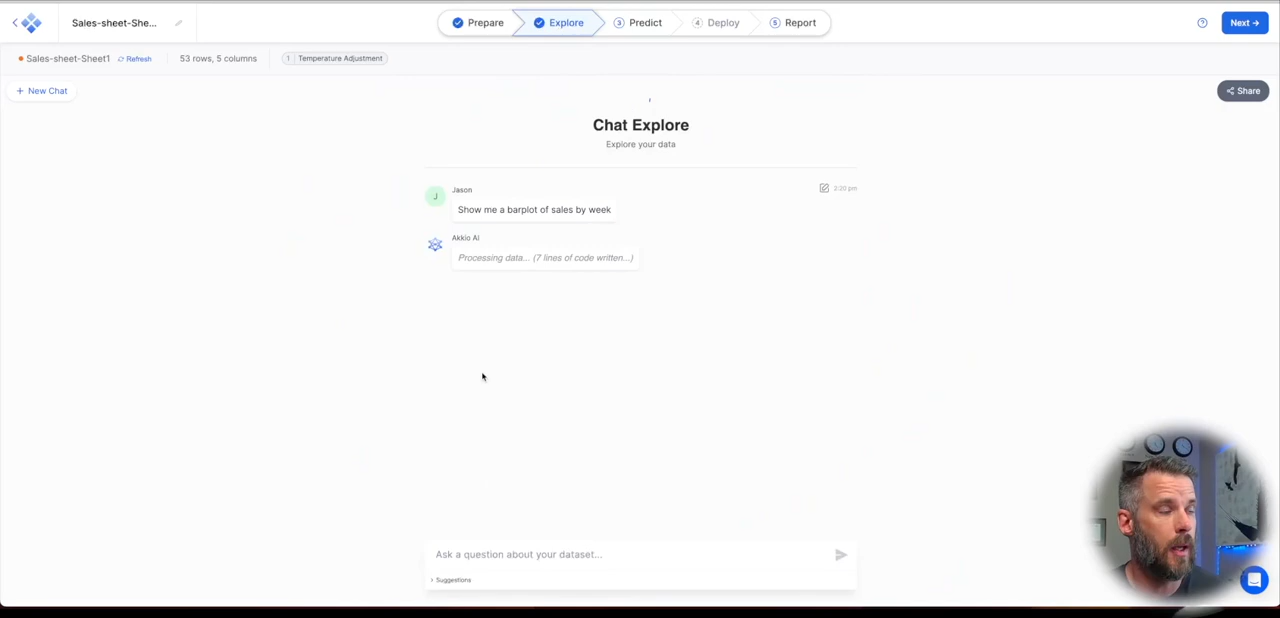 Sales-sheet-She...
Prepare
Explore
3 Predict
4 Deploy
5 Report
Next →
Sales-sheet-Sheet1
Refresh
53 rows, 5 columns
1 Temperature Adjustment
+ New Chat
Share
Chat Explore
Explore your data
J
Jason
2:20 pm
Show me a barplot of sales by week
Akkio AI
Processing data... (7 lines of code written...)
Ask a question about your dataset...
› Suggestions